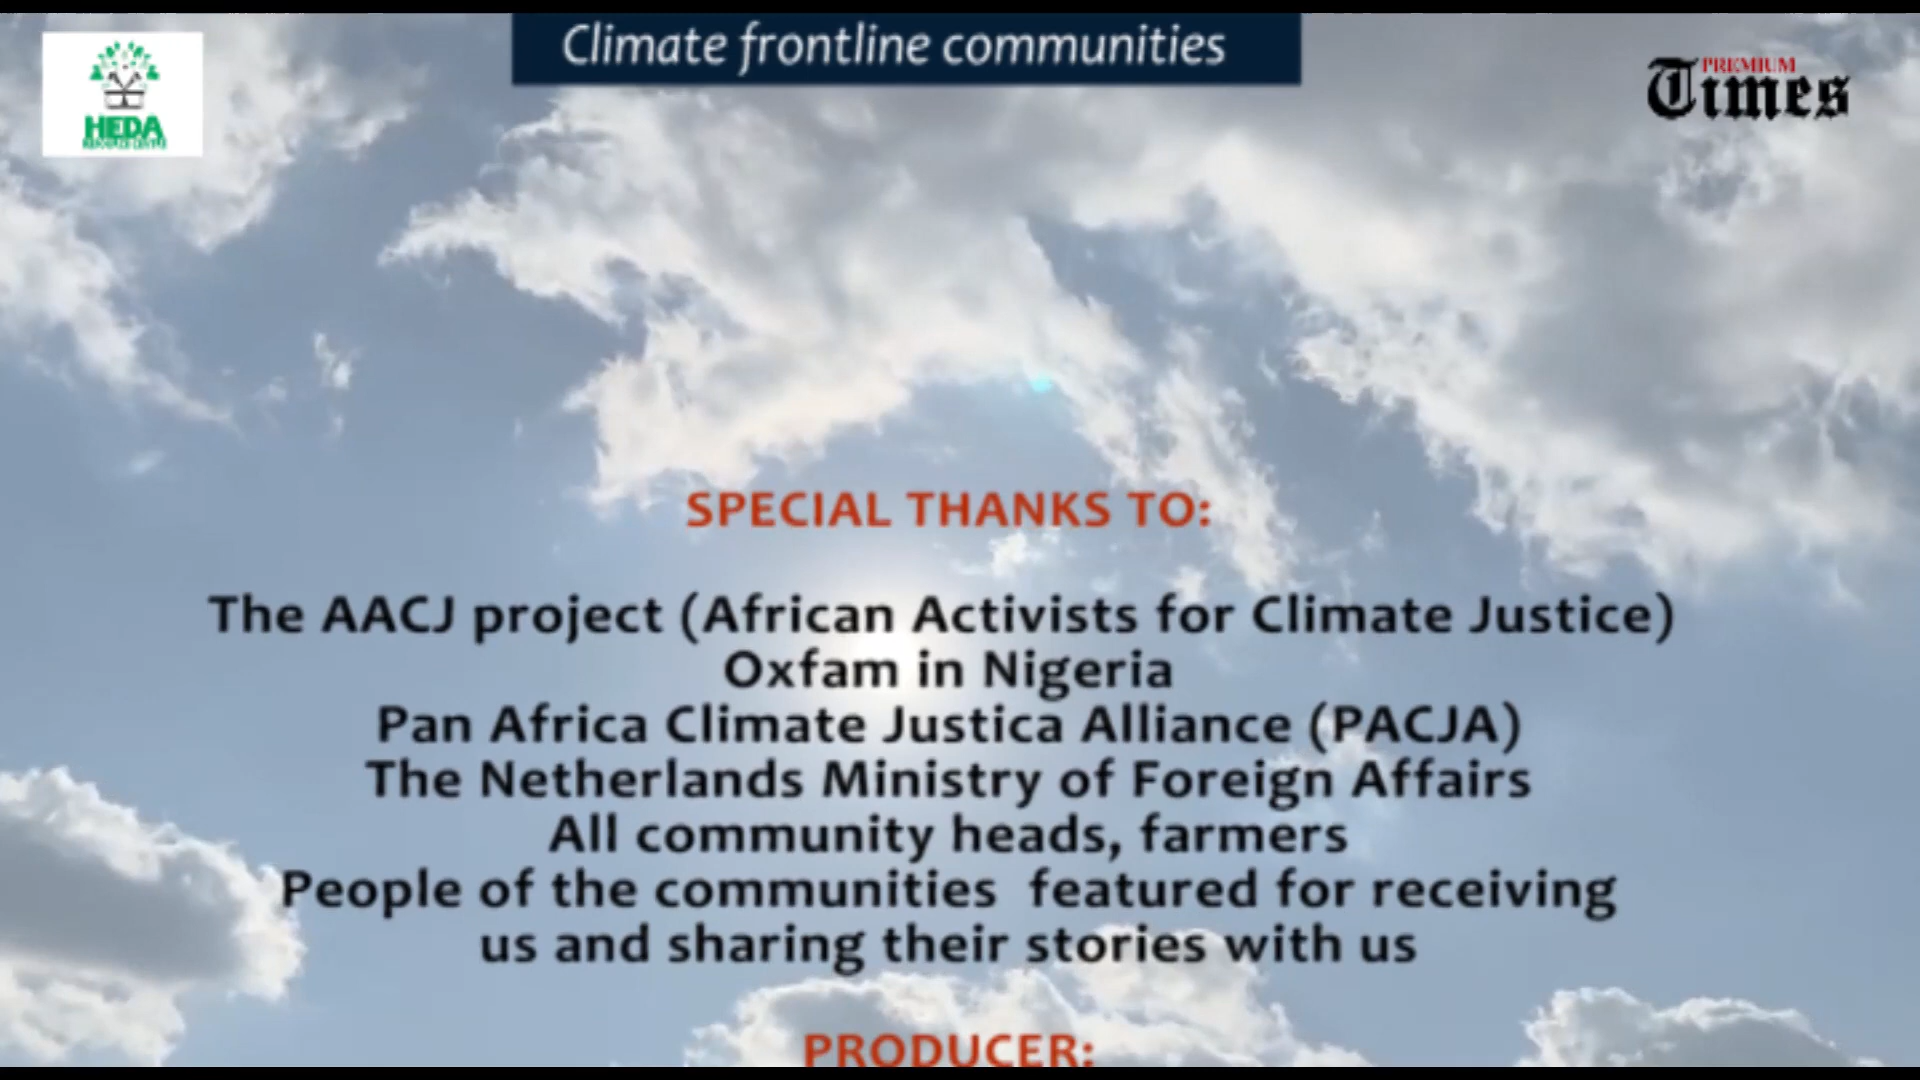 Climate frontline communities
HEDA
RESOURCE CENTRE
PREMIUM
Times
SPECIAL THANKS TO:
The AACJ project (African Activists for Climate Justice)
Oxfam in Nigeria
Pan Africa Climate Justica Alliance (PACJA)
The Netherlands Ministry of Foreign Affairs
All community heads, farmers
People of the communities featured for receiving
us and sharing their stories with us
PRODUCER: